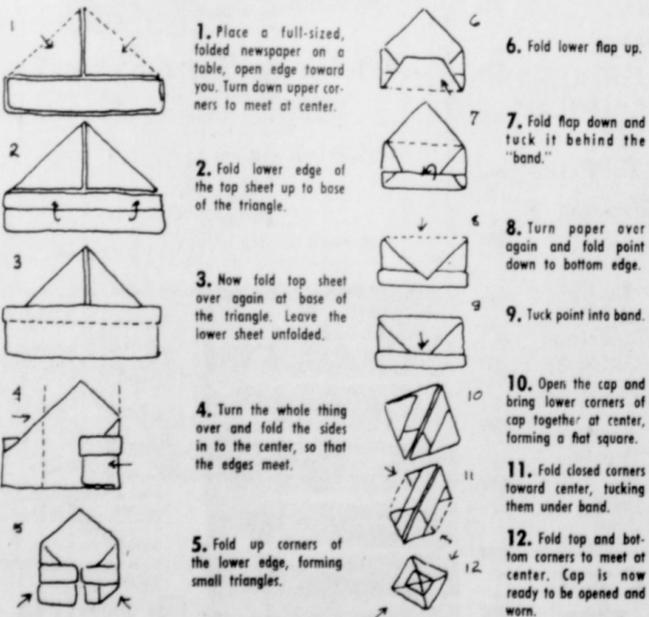 1
1. Place a full-sized,
folded newspaper on a
table, open edge toward
you. Turn down upper cor-
ners to meet at center.
2
2. Fold lower edge of
the top sheet up to base
of the triangle.
3
3. Now fold top sheet
over again at base of
the triangle. Leave the
lower sheet unfolded.
4
4. Turn the whole thing
over and fold the sides
in to the center, so that
the edges meet.
5
5. Fold up corners of
the lower edge, forming
small triangles.
6
6. Fold lower flap up.
7
7. Fold flap down and
tuck it behind the
"band."
8
8. Turn paper over
again and fold point
down to bottom edge.
9
9. Tuck point into band.
10
10. Open the cap and
bring lower corners of
cap together at center,
forming a flat square.
11
11. Fold closed corners
toward center, tucking
them under band.
12
12. Fold top and bot-
tom corners to meet at
center. Cap is now
ready to be opened and
worn.